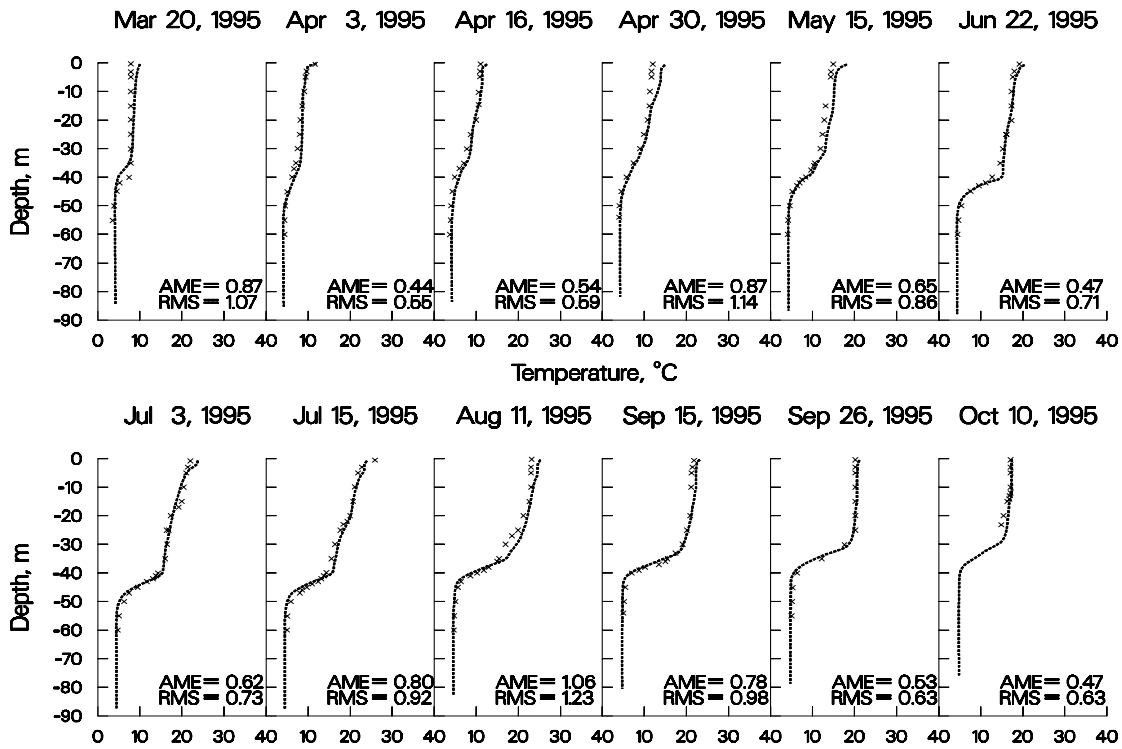 Mar 20, 1995 Apr 3, 1995 Apr 16, 1995 Apr 30, 1995 May 15, 1995 Jun 22, 1995
0
-10
-20
-30
-40
-50
-60
-70
-80
-90
Depth, m
AME= 0.87 AME= 0.44 AME= 0.54 AME= 0.87 AME= 0.65 AME= 0.47
RMS = 1.07 RMS = 0.55 RMS = 0.59 RMS = 1.14 RMS = 0.86 RMS = 0.71
0 10 20 30 40 10 20 30 40 10 20 30 40 10 20 30 40 10 20 30 40 10 20 30 40
Temperature, °C
Jul 3, 1995 Jul 15, 1995 Aug 11, 1995 Sep 15, 1995 Sep 26, 1995 Oct 10, 1995
0
-10
-20
-30
-40
-50
-60
-70
-80
-90
Depth, m
AME= 0.62 AME= 0.80 AME= 1.06 AME= 0.78 AME= 0.53 AME= 0.47
RMS = 0.73 RMS = 0.92 RMS = 1.23 RMS = 0.98 RMS = 0.63 RMS = 0.63
0 10 20 30 40 10 20 30 40 10 20 30 40 10 20 30 40 10 20 30 40 10 20 30 40